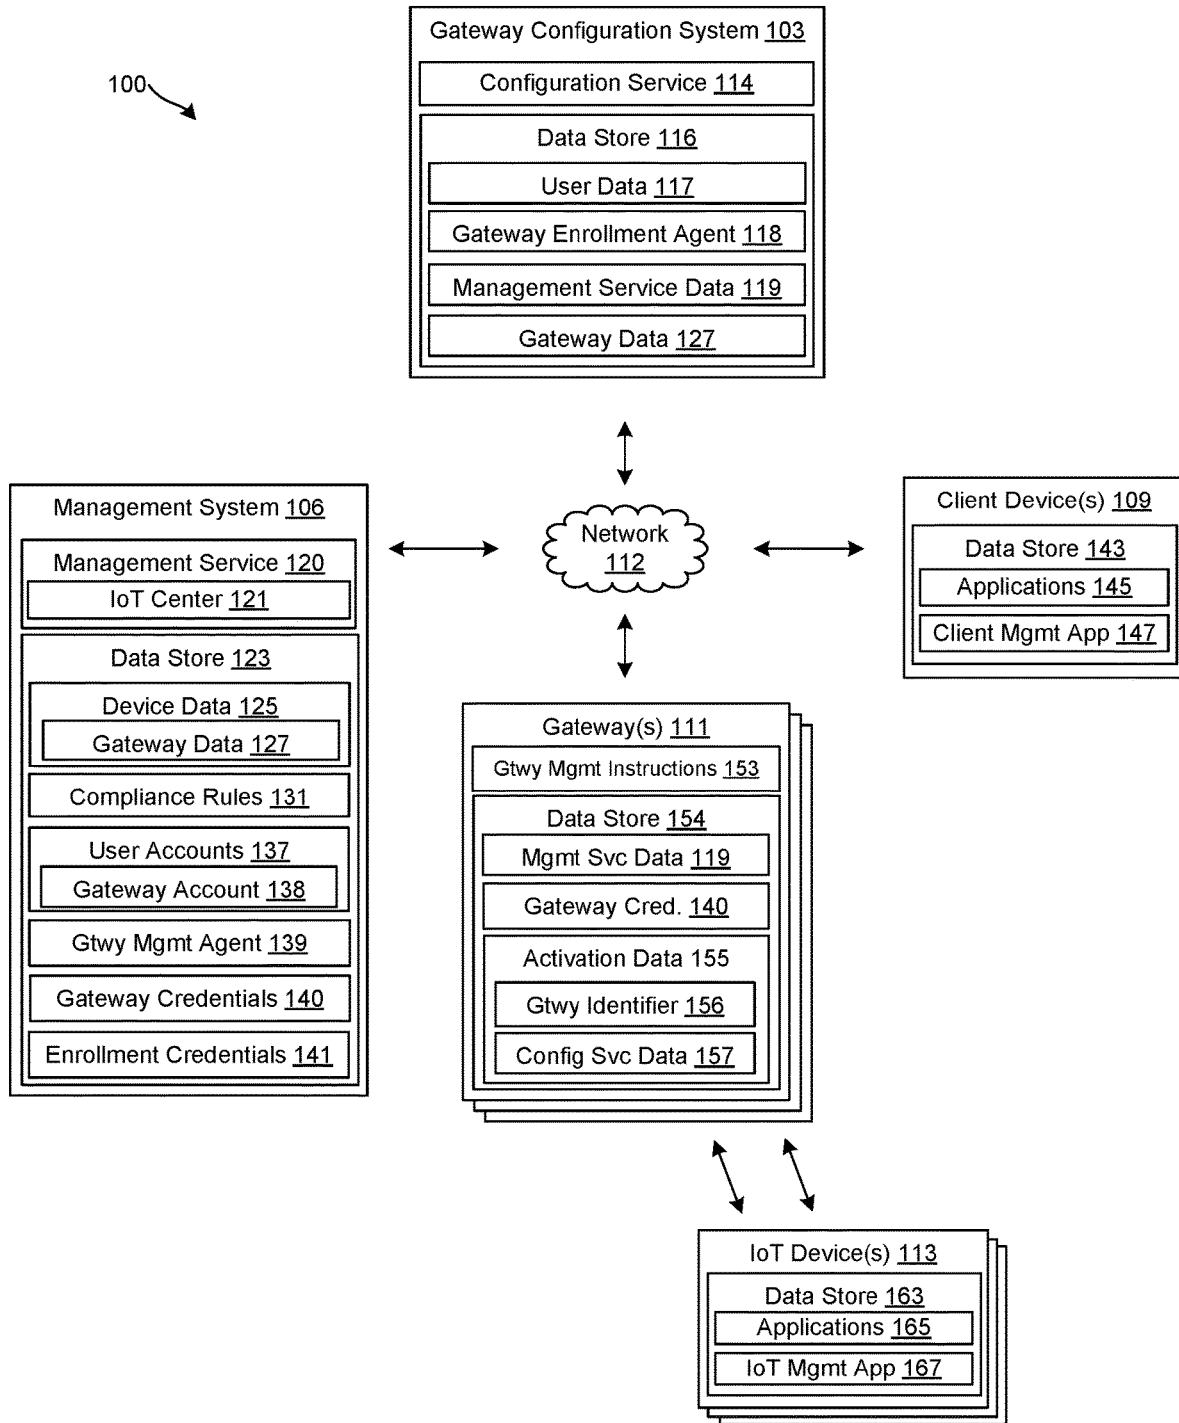 Gateway Configuration System 103
100
Configuration Service 114
Data Store 116
User Data 117
Gateway Enrollment Agent 118
Management Service Data 119
Gateway Data 127
Management System 106
Management Service 120
IoT Center 121
Data Store 123
Device Data 125
Gateway Data 127
Compliance Rules 131
User Accounts 137
Gateway Account 138
Gtwy Mgmt Agent 139
Gateway Credentials 140
Enrollment Credentials 141
Network
112
Client Device(s) 109
Data Store 143
Applications 145
Client Mgmt App 147
Gateway(s) 111
Gtwy Mgmt Instructions 153
Data Store 154
Mgmt Svc Data 119
Gateway Cred. 140
Activation Data 155
Gtwy Identifier 156
Config Svc Data 157
IoT Device(s) 113
Data Store 163
Applications 165
IoT Mgmt App 167